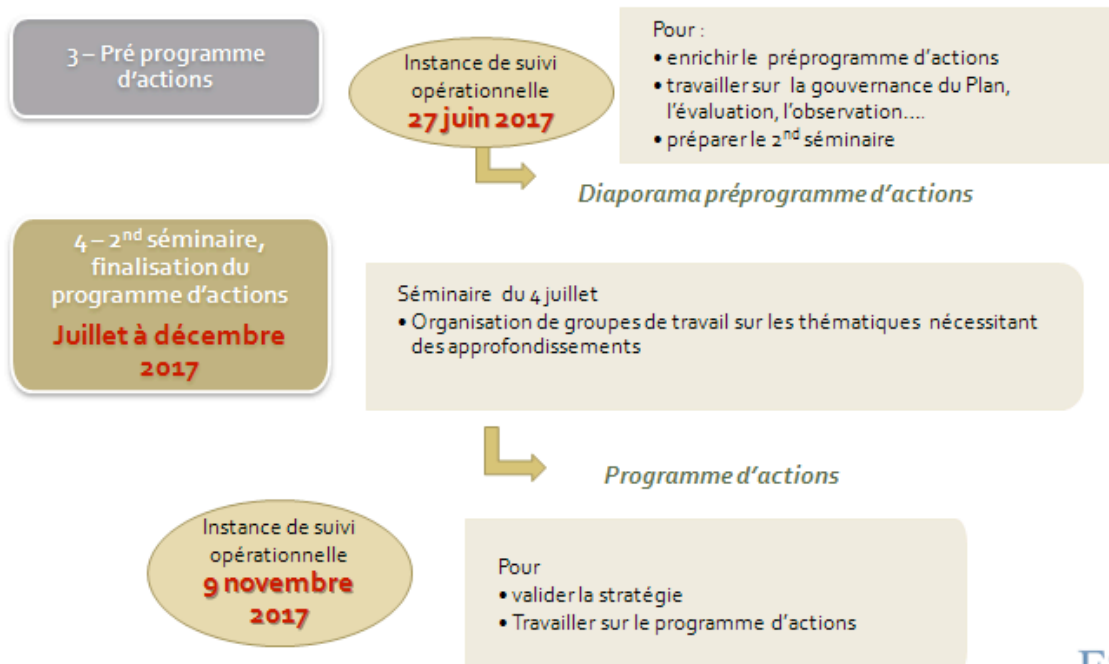 3 – Pré programme
d'actions
Instance de suivi
opérationnelle
27 juin 2017
Pour :
• enrichir le préprogramme d'actions
• travailler sur la gouvernance du Plan,
l'évaluation, l'observation….
• préparer le 2nd séminaire
Diaporama préprogramme d'actions
4 – 2nd séminaire,
finalisation du
programme d'actions
Juillet à décembre
2017
Séminaire du 4 juillet
• Organisation de groupes de travail sur les thématiques nécessitant
des approfondissements
Programme d'actions
Instance de suivi
opérationnelle
9 novembre
2017
Pour
• valider la stratégie
• Travailler sur le programme d'actions